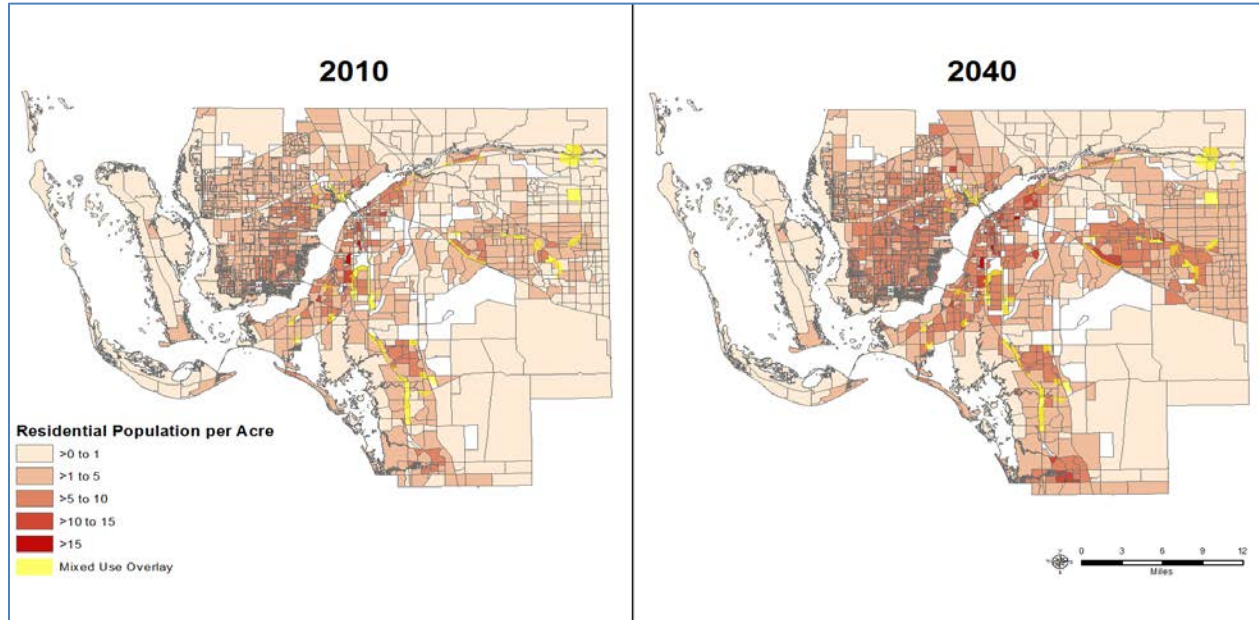 2010
2040
Residential Population per Acre
>0 to 1
>1 to 5
>5 to 10
>10 to 15
>15
Mixed Use Overlay
0 3 6 9 12
Miles